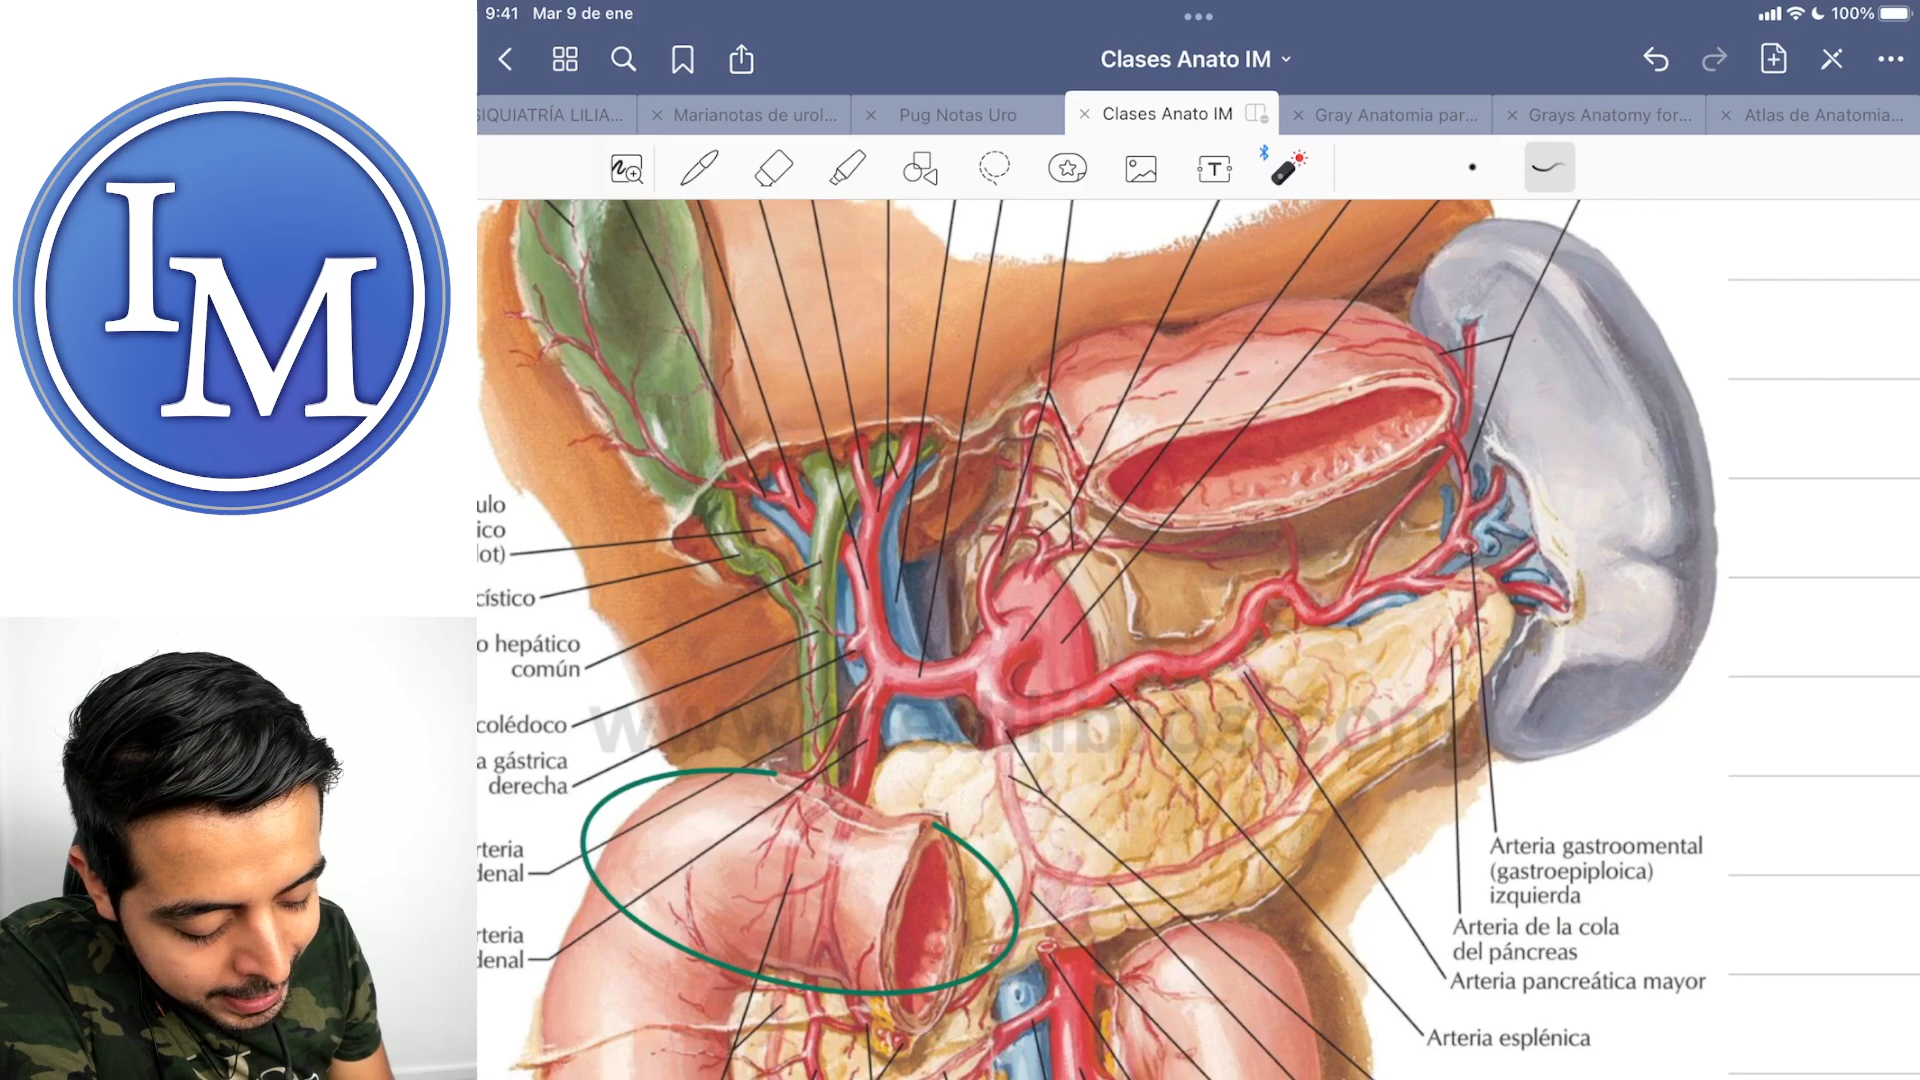 9:41 Mar 9 de ene
100%
Clases Anato IM
SIQUIATRÍA LILIA...
Marianotas de urol...
Pug Notas Uro
Clases Anato IM
Gray Anatomia par...
Grays Anatomy for...
Atlas de Anatomia...
T
IM
ulo
ico
lot)
cístico
o hepático
común
colédoco
a gástrica
derecha
rteria
denal
rteria
denal
Arteria gastroomental
(gastroepiploica)
izquierda
Arteria de la cola
del páncreas
Arteria pancreática mayor
Arteria esplénica